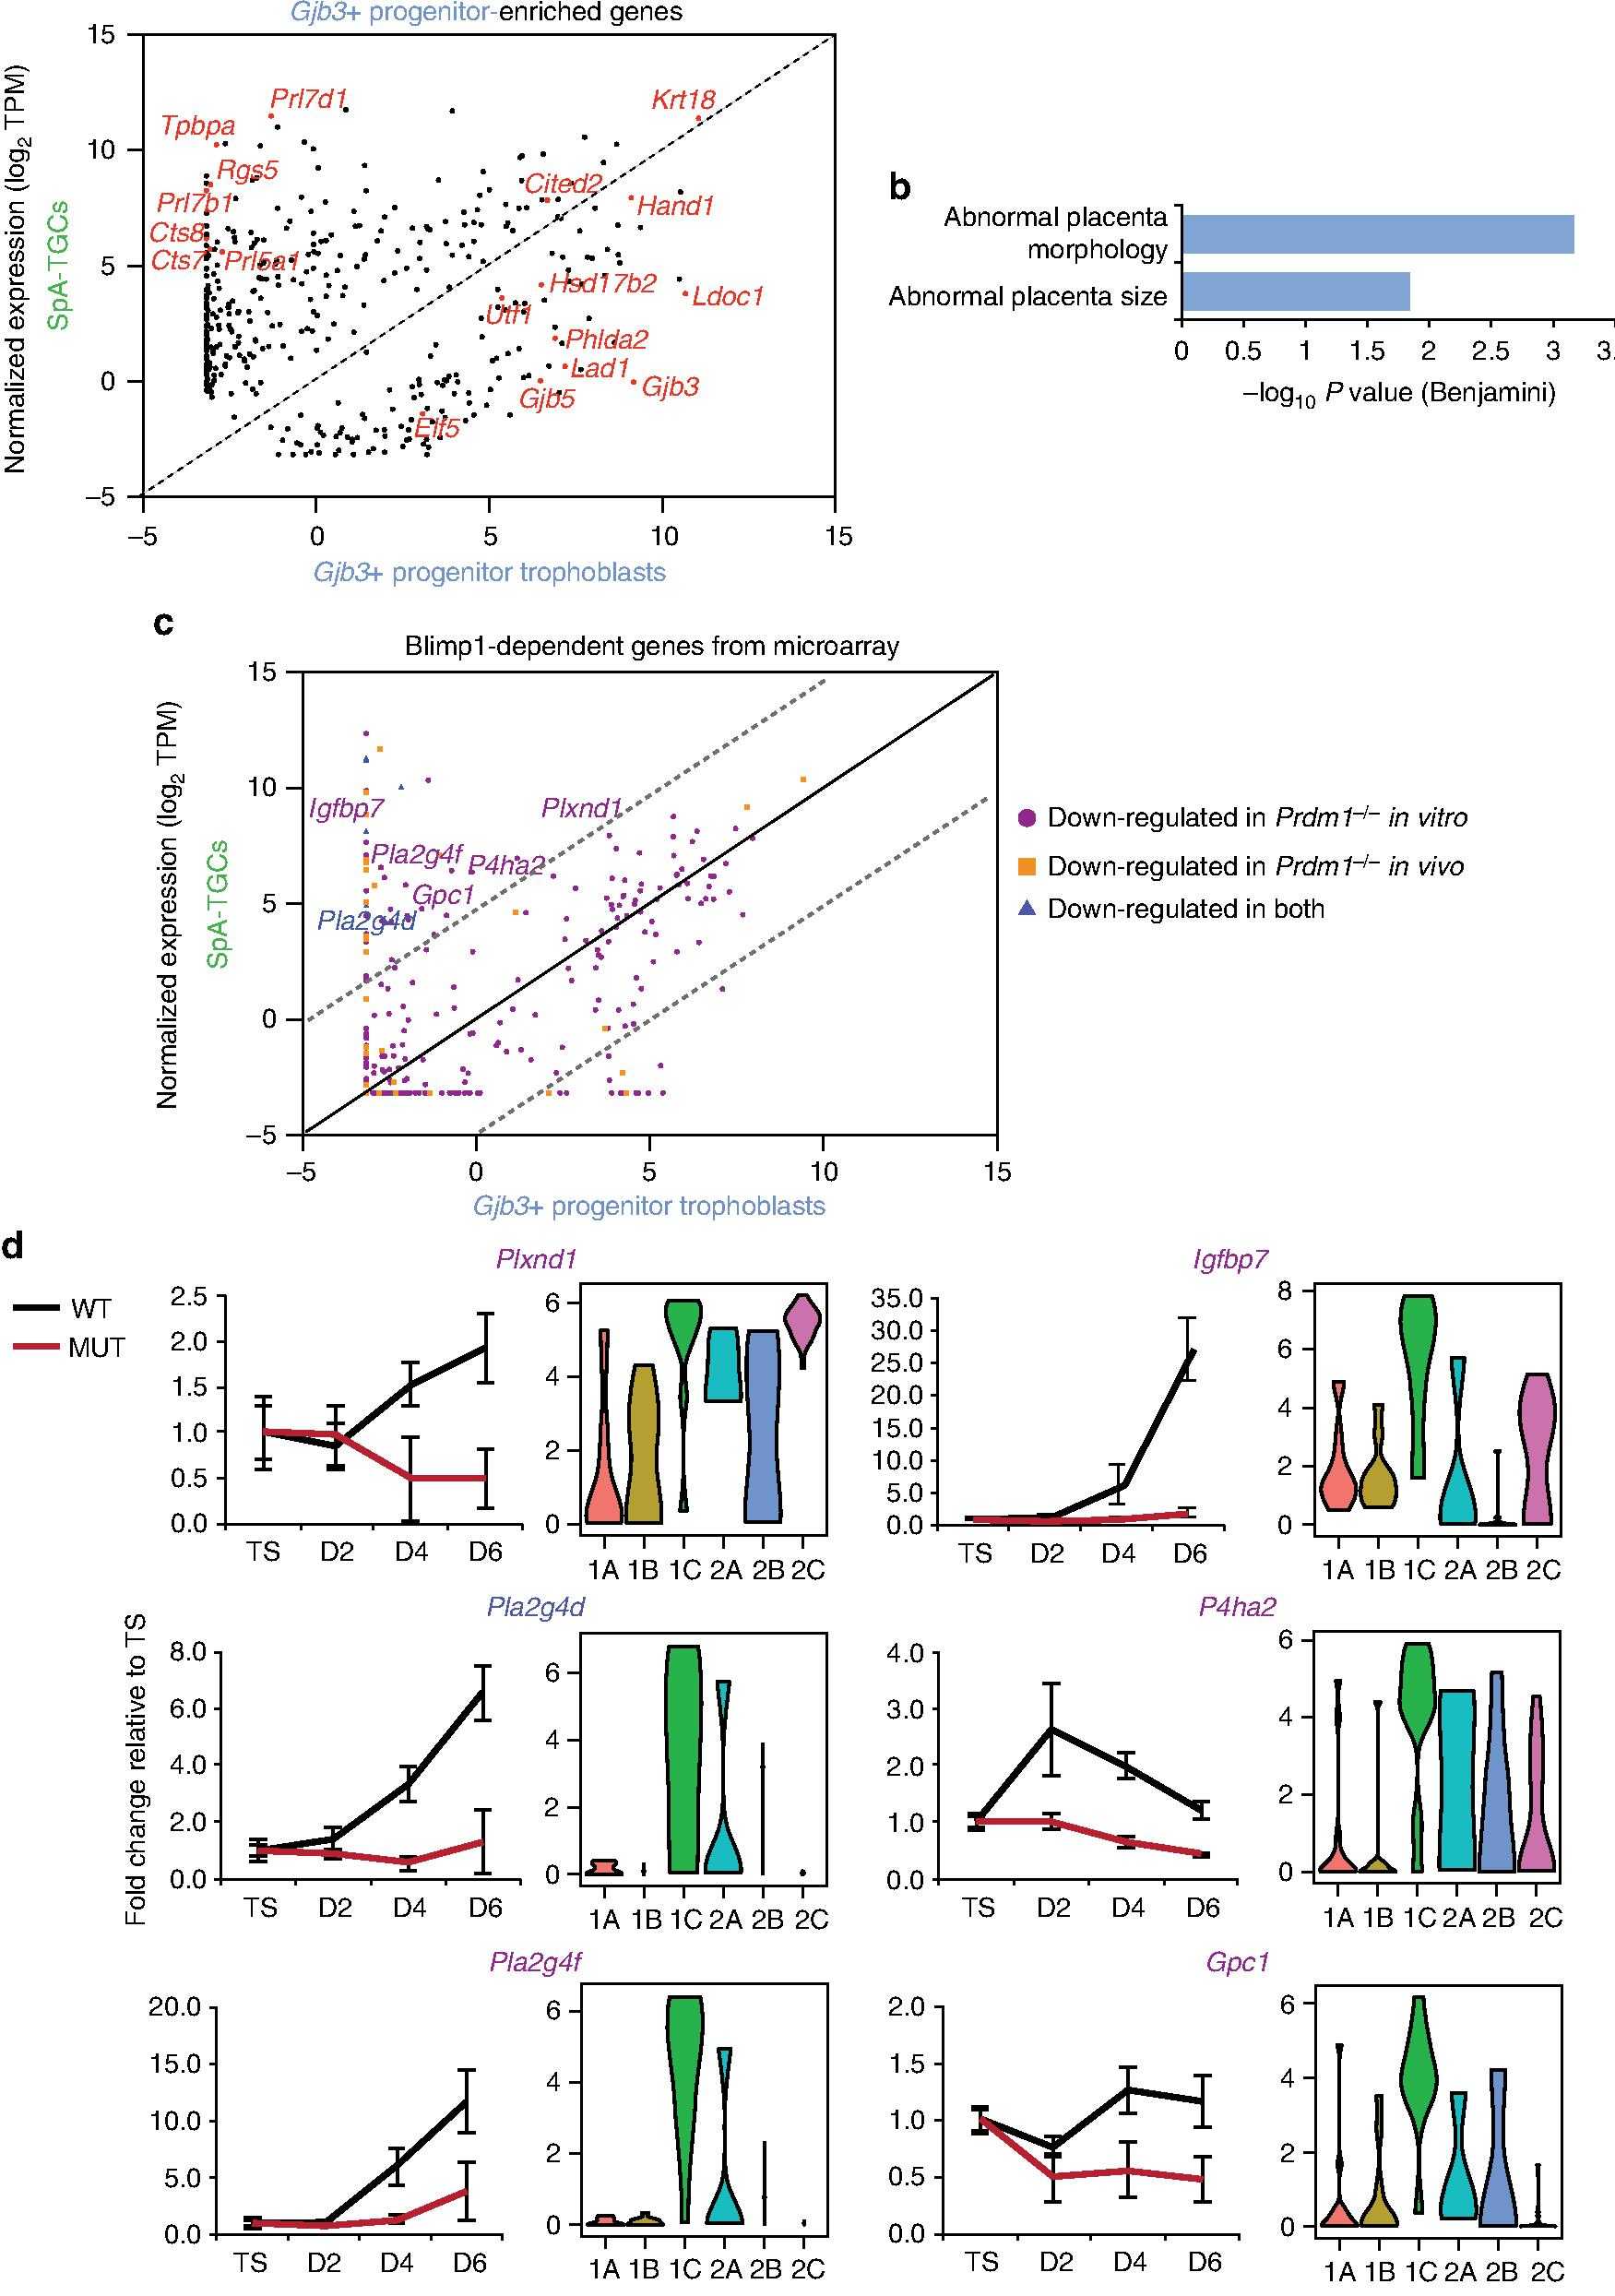 Gjb3+ progenitor-enriched genes
15
10
5
0
−5
Normalized expression (log2 TPM)
SpA-TGCs
Prl7d1
Krt18
Tpbpa
Rgs5
Cited2
Prl7b1
Hand1
Cts8
Cts7
Prl5a1
Hsd17b2
Ldoc1
Utf1
Phlda2
Lad1
Gjb3
Gjb5
Elf5
−5 0 5 10 15
Gjb3+ progenitor trophoblasts
b
Abnormal placenta
morphology
Abnormal placenta size
0 0.5 1 1.5 2 2.5 3 3.
−log10 P value (Benjamini)
c
Blimp1-dependent genes from microarray
15
10
5
0
−5
Normalized expression (log2 TPM)
SpA-TGCs
Igfbp7
Plxnd1
Pla2g4f
P4ha2
Gpc1
Pla2g4d
−5 0 5 10 15
Gjb3+ progenitor trophoblasts
Down-regulated in Prdm1−/− in vitro
Down-regulated in Prdm1−/− in vivo
Down-regulated in both
d
WT
MUT
Fold change relative to TS
Plxnd1
2.5
2.0
1.5
1.0
0.5
0.0
TS D2 D4 D6
6
4
2
0
1A 1B 1C 2A 2B 2C
Igfbp7
35.0
30.0
25.0
20.0
15.0
10.0
5.0
0.0
TS D2 D4 D6
8
6
4
2
0
1A 1B 1C 2A 2B 2C
Pla2g4d
8.0
6.0
4.0
2.0
0.0
TS D2 D4 D6
6
4
2
0
1A 1B 1C 2A 2B 2C
P4ha2
4.0
3.0
2.0
1.0
0.0
TS D2 D4 D6
6
4
2
0
1A 1B 1C 2A 2B 2C
Pla2g4f
20.0
15.0
10.0
5.0
0.0
TS D2 D4 D6
6
4
2
0
1A 1B 1C 2A 2B 2C
Gpc1
2.0
1.5
1.0
0.5
0.0
TS D2 D4 D6
6
4
2
0
1A 1B 1C 2A 2B 2C